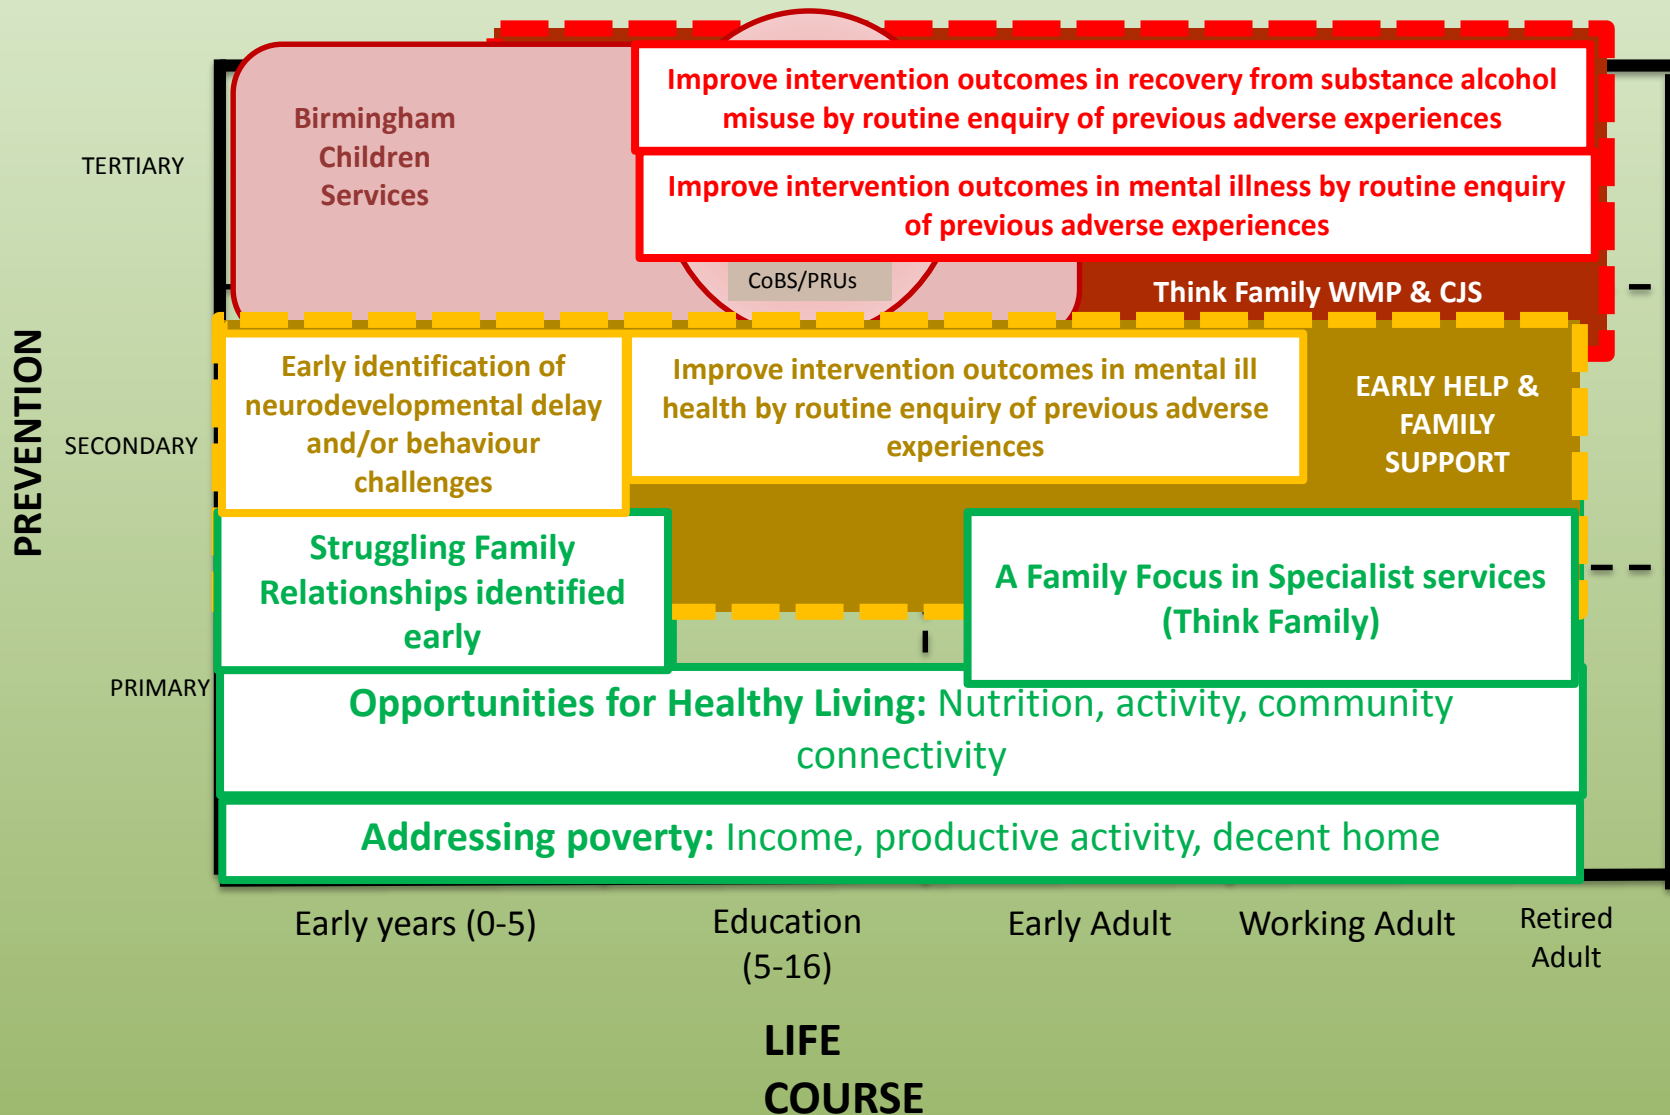 Improve intervention outcomes in recovery from substance alcohol
misuse by routine enquiry of previous adverse experiences
Birmingham
Children
Services
TERTIARY
Improve intervention outcomes in mental illness by routine enquiry
of previous adverse experiences
CoBS/PRUs
Think Family WMP & CJS
PREVENTION
SECONDARY
Early identification of
neurodevelopmental delay
and/or behaviour
challenges
Improve intervention outcomes in mental ill
health by routine enquiry of previous adverse
experiences
EARLY HELP &
FAMILY
SUPPORT
Struggling Family
Relationships identified
early
A Family Focus in Specialist services
(Think Family)
PRIMARY
Opportunities for Healthy Living: Nutrition, activity, community
connectivity
Addressing poverty: Income, productive activity, decent home
Early years (0-5)
Education
(5-16)
Early Adult
Working Adult
Retired
Adult
LIFE
COURSE